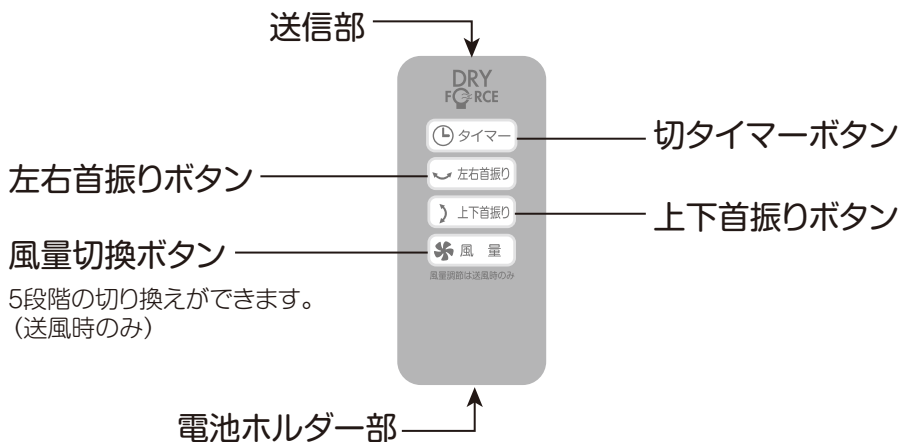 送信部
DRY
FORCE
タイマー
切タイマーボタン
左右首振りボタン
左右首振り
上下首振り
上下首振りボタン
風量切換ボタン
風 量
風量調節は送風時のみ
5段階の切り換えができます。
(送風時のみ)
電池ホルダー部